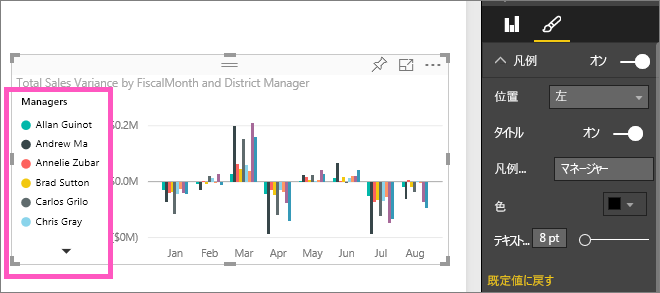 Total Sales Variance by FiscalMonth and District Manager
Managers
Allan Guinot
Andrew Ma
Annelie Zubar
Brad Sutton
Carlos Grilo
Chris Gray
$0.2M
$0.0M
($0M)
Jan Feb Mar Apr May Jun Jul Aug
凡例 オン
位置 左
タイトル オン
凡例... マネージャー
色
テキスト... 8 pt
既定値に戻す